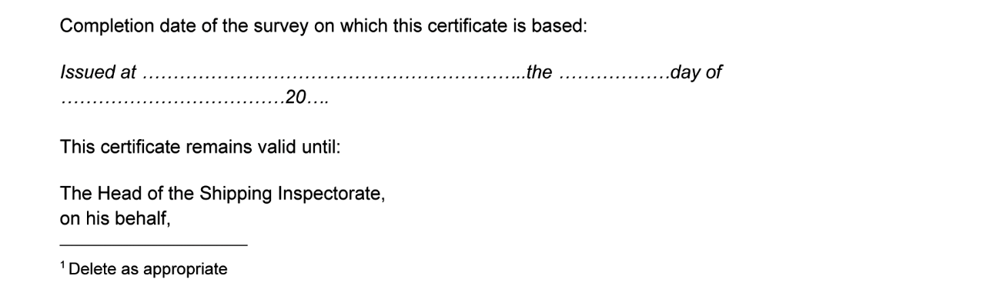 Completion date of the survey on which this certificate is based:
Issued at …………………………………………………...the ………………day of
………………………………20….
This certificate remains valid until:
The Head of the Shipping Inspectorate,
on his behalf,
¹ Delete as appropriate